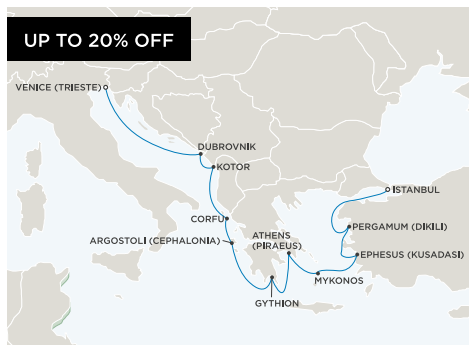 UP TO 20% OFF
VENICE (TRIESTE)
DUBROVNIK
KOTOR
ISTANBUL
CORFU
PERGAMUM (DIKILI)
ATHENS
(PIRAEUS)
ARGOSTOLI (CEPHALONIA)
EPHESUS (KUSADASI)
MYKONOS
GYTHION